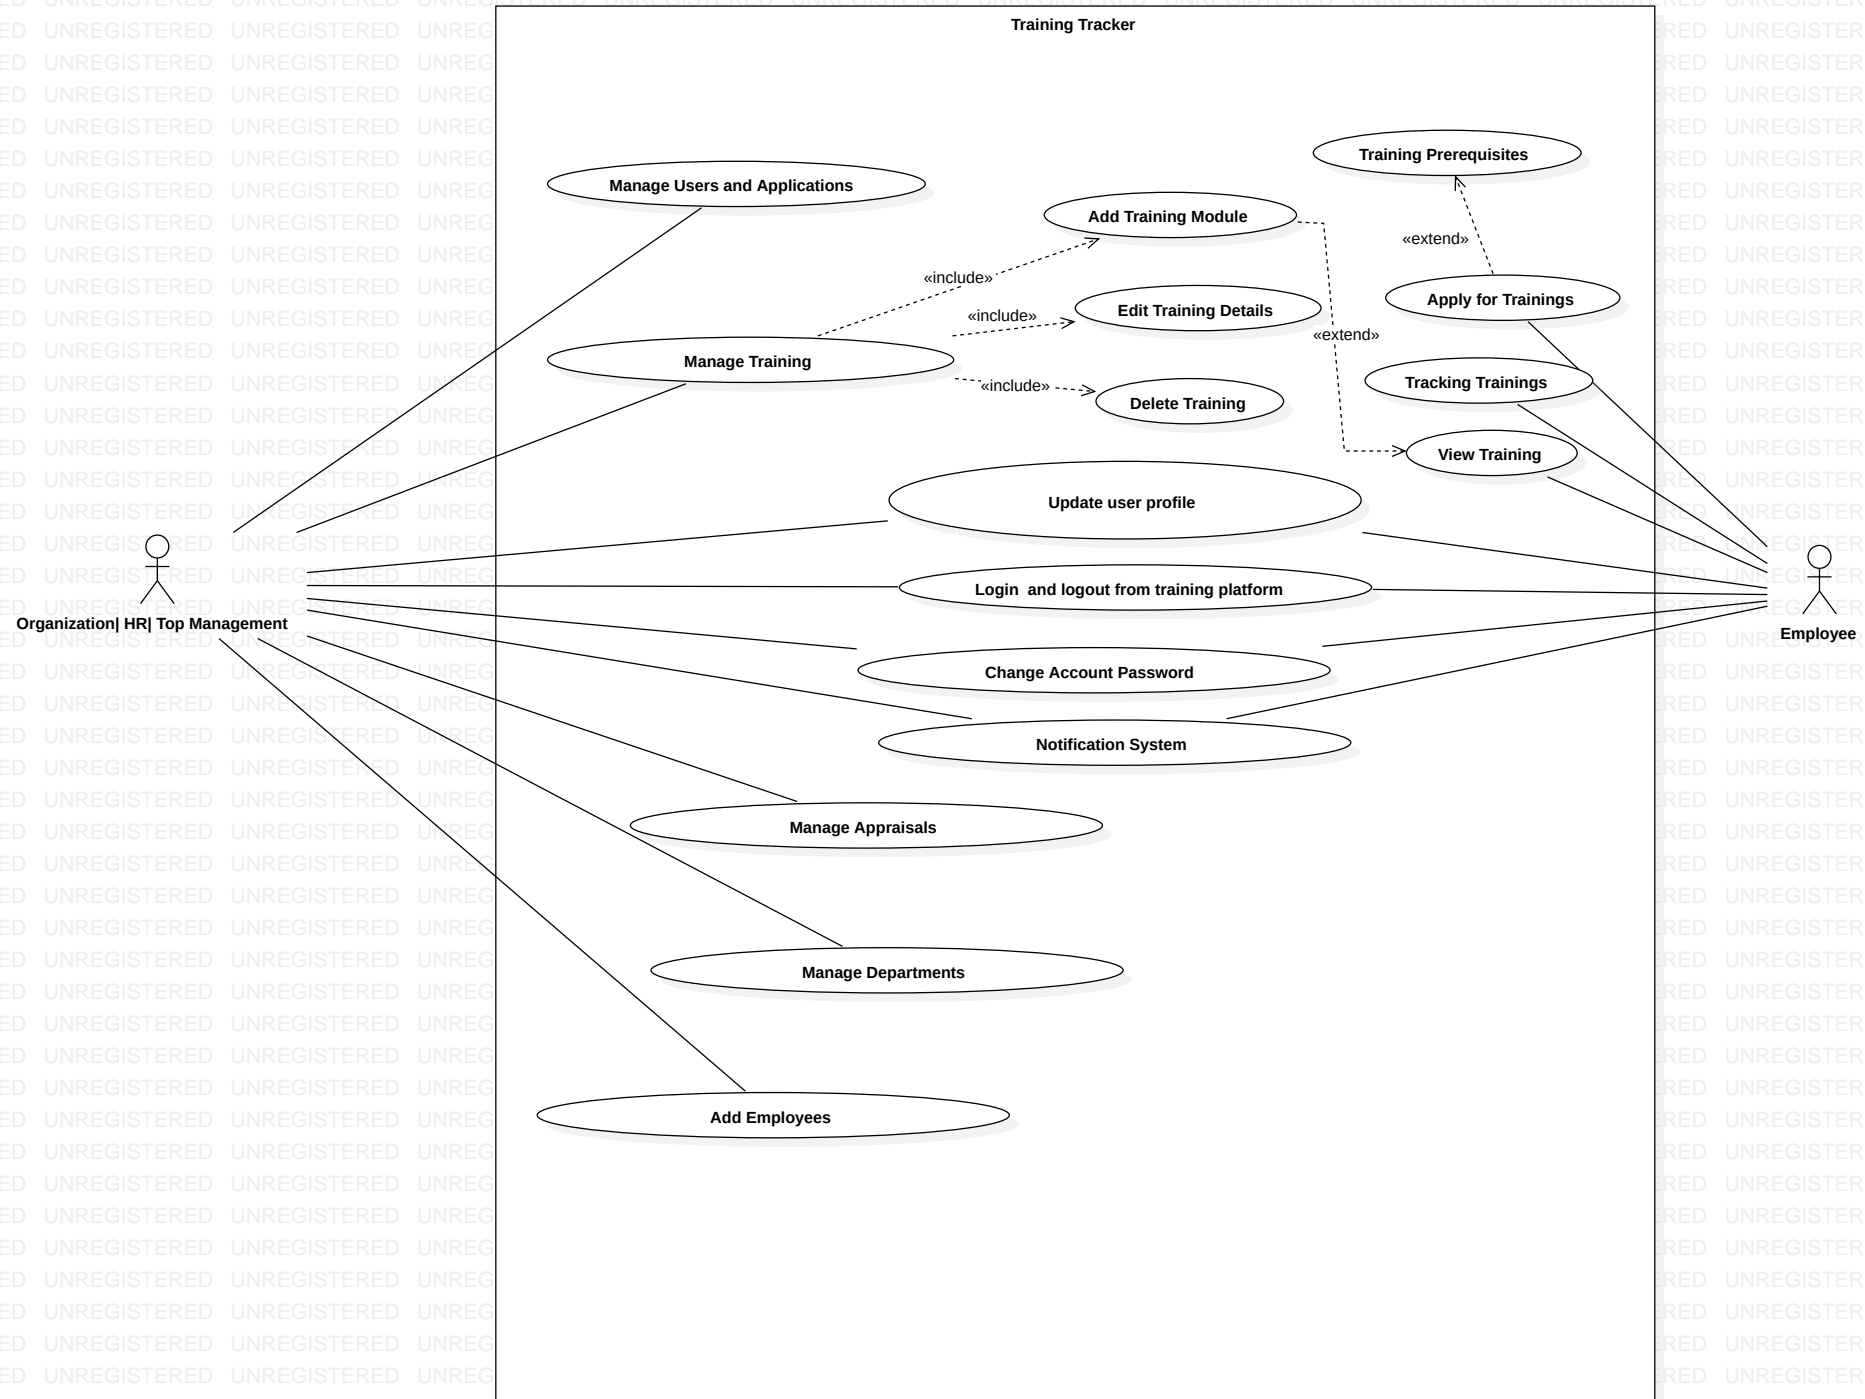 Training Tracker
Training Prerequisites
Manage Users and Applications
Add Training Module
«extend»
«include»
Apply for Trainings
Edit Training Details
«include»
«extend»
Manage Training
Tracking Trainings
«include»
Delete Training
View Training
Update user profile
Login  and logout from training platform
Organization| HR| Top Management
Employee
Change Account Password
Notification System
Manage Appraisals
Manage Departments
Add Employees
UNREGISTERED